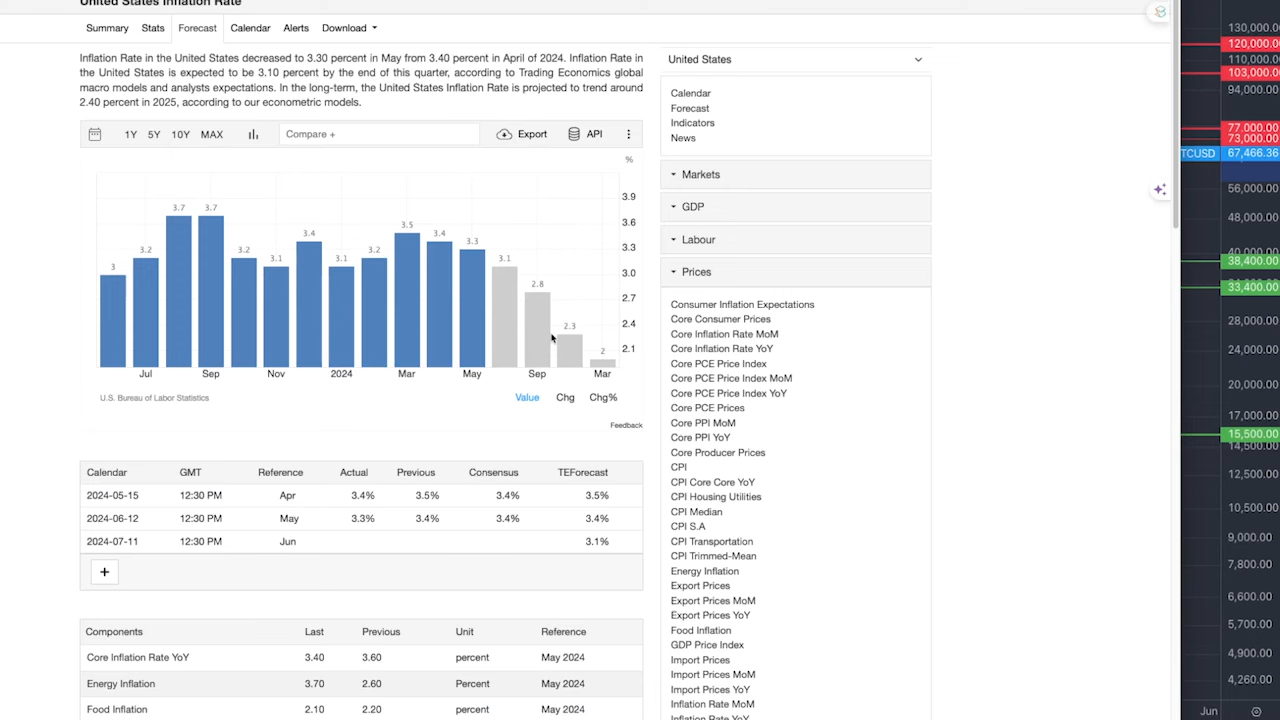 United States Inflation Rate
Summary Stats Forecast Calendar Alerts Download
Inflation Rate in the United States decreased to 3.30 percent in May from 3.40 percent in April of 2024. Inflation Rate in
the United States is expected to be 3.10 percent by the end of this quarter, according to Trading Economics global
macro models and analysts expectations. In the long-term, the United States Inflation Rate is projected to trend around
2.40 percent in 2025, according to our econometric models.
1Y 5Y 10Y MAX Compare + Export API
%
3.9
3.6
3.3
3.0
2.7
2.4
2.1
3 3.2 3.7 3.7 3.2 3.1 3.4 3.1 3.2 3.5 3.4 3.3 3.1 2.8 2.3 2
Jul Sep Nov 2024 Mar May Sep Mar
U.S. Bureau of Labor Statistics Value Chg Chg%
Feedback
Calendar GMT Reference Actual Previous Consensus TEForecast
2024-05-15 12:30 PM Apr 3.4% 3.5% 3.4% 3.5%
2024-06-12 12:30 PM May 3.3% 3.4% 3.4% 3.4%
2024-07-11 12:30 PM Jun 3.1%
+
Components Last Previous Unit Reference
Core Inflation Rate YoY 3.40 3.60 percent May 2024
Energy Inflation 3.70 2.60 Percent May 2024
Food Inflation 2.10 2.20 percent May 2024
United States
Calendar
Forecast
Indicators
News
Markets
GDP
Labour
Prices
Consumer Inflation Expectations
Core Consumer Prices
Core Inflation Rate MoM
Core Inflation Rate YoY
Core PCE Price Index
Core PCE Price Index MoM
Core PCE Price Index YoY
Core PCE Prices
Core PPI MoM
Core PPI YoY
Core Producer Prices
CPI
CPI Core Core YoY
CPI Housing Utilities
CPI Median
CPI S.A
CPI Transportation
CPI Trimmed-Mean
Energy Inflation
Export Prices
Export Prices MoM
Export Prices YoY
Food Inflation
GDP Price Index
Import Prices
Import Prices MoM
Import Prices YoY
Inflation Rate MoM
Inflation Rate YoY
130,000.00
120,000.00
110,000.00
103,000.00
94,000.00
77,000.00
73,000.00
TCUSD 67,466.36
56,000.00
48,000.00
40,000.00
38,400.00
33,400.00
28,000.00
24,000.00
20,000.00
17,000.00
15,500.00
14,500.00
12,500.00
10,500.00
9,000.00
7,800.00
6,600.00
5,700.00
4,900.00
4,260.00
Jun